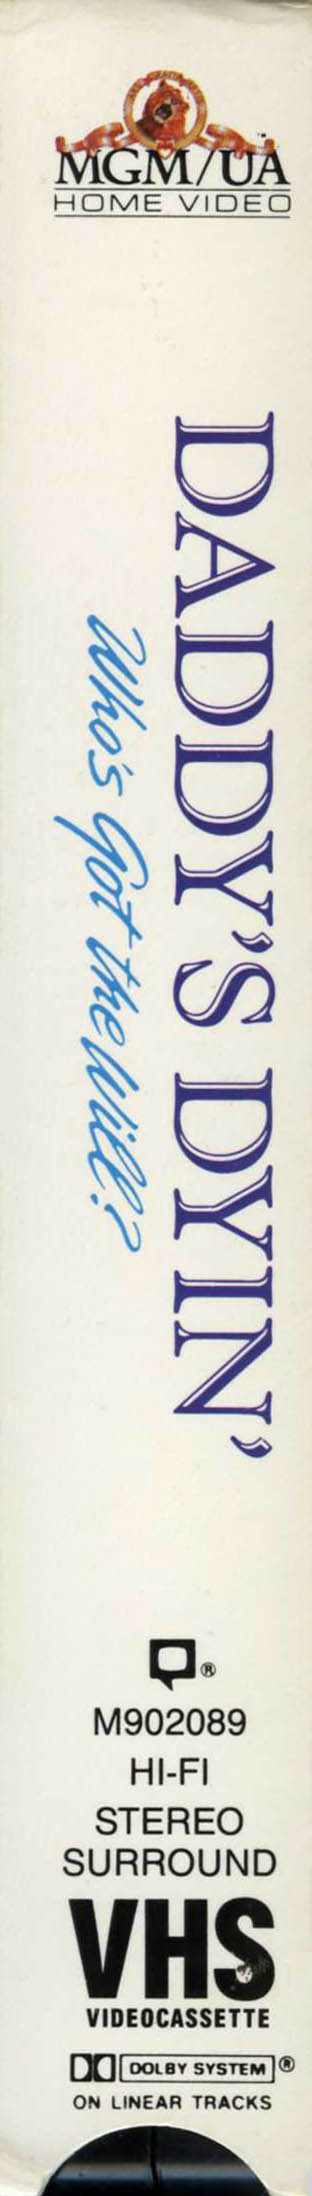 MGM/UA
HOME VIDEO
DADDY'S DYIN'
Who's Got the Will?
®
M902089
HI-FI
STEREO
SURROUND
VHS
VIDEOCASSETTE
DOLBY SYSTEM ®
ON LINEAR TRACKS